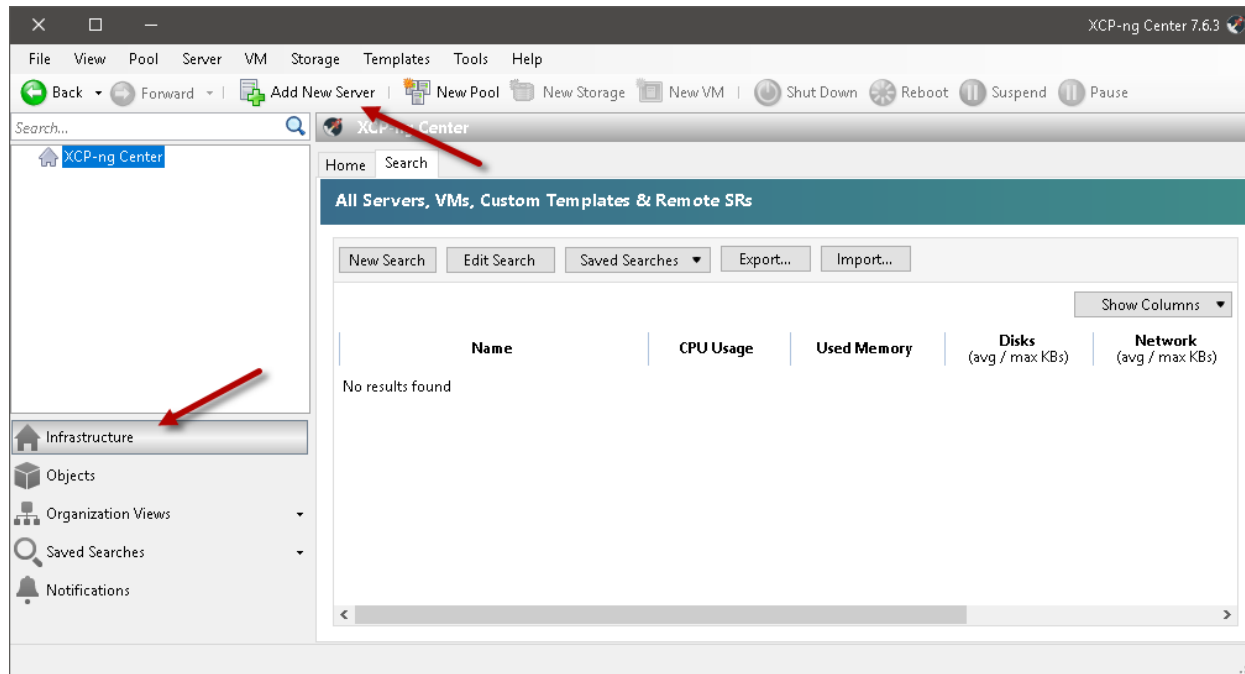 XCP-ng Center 7.6.3
File View Pool Server VM Storage Templates Tools Help
Back Forward Add New Server New Pool New Storage New VM Shut Down Reboot Suspend Pause
Search... XCP-ng Center
XCP-ng Center
Home Search
All Servers, VMs, Custom Templates & Remote SRs
New Search Edit Search Saved Searches Export... Import...
Show Columns
Name CPU Usage Used Memory Disks Network
(avg / max KBs) (avg / max KBs)
No results found
Infrastructure
Objects
Organization Views
Saved Searches
Notifications